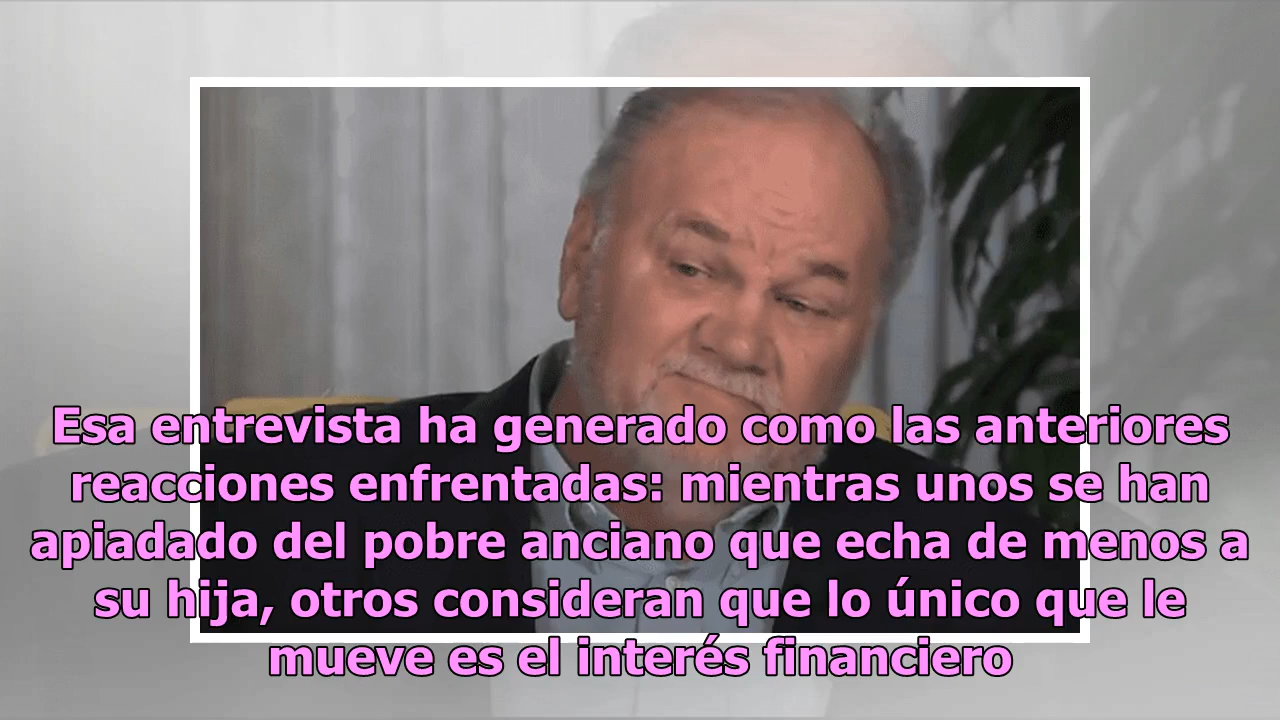 Esa entrevista ha generado como las anteriores
reacciones enfrentadas: mientras unos se han
apiadado del pobre anciano que echa de menos a
su hija, otros consideran que lo único que le
mueve es el interés financiero